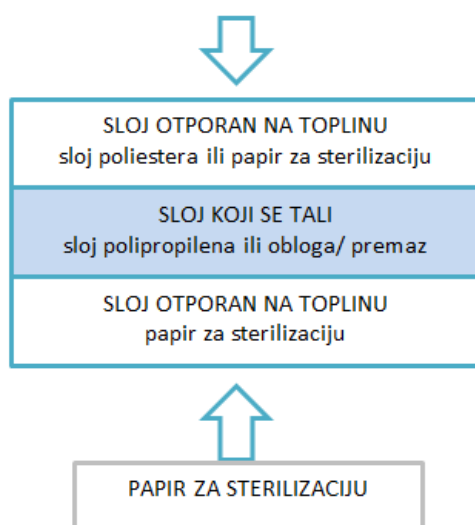 SLOJ OTPORAN NA TOPLINU
sloj poliestera ili papir za sterilizaciju
SLOJ KOJI SE TALI
sloj polipropilena ili obloga/ premaz
SLOJ OTPORAN NA TOPLINU
papir za sterilizaciju
PAPIR ZA STERILIZACIJU